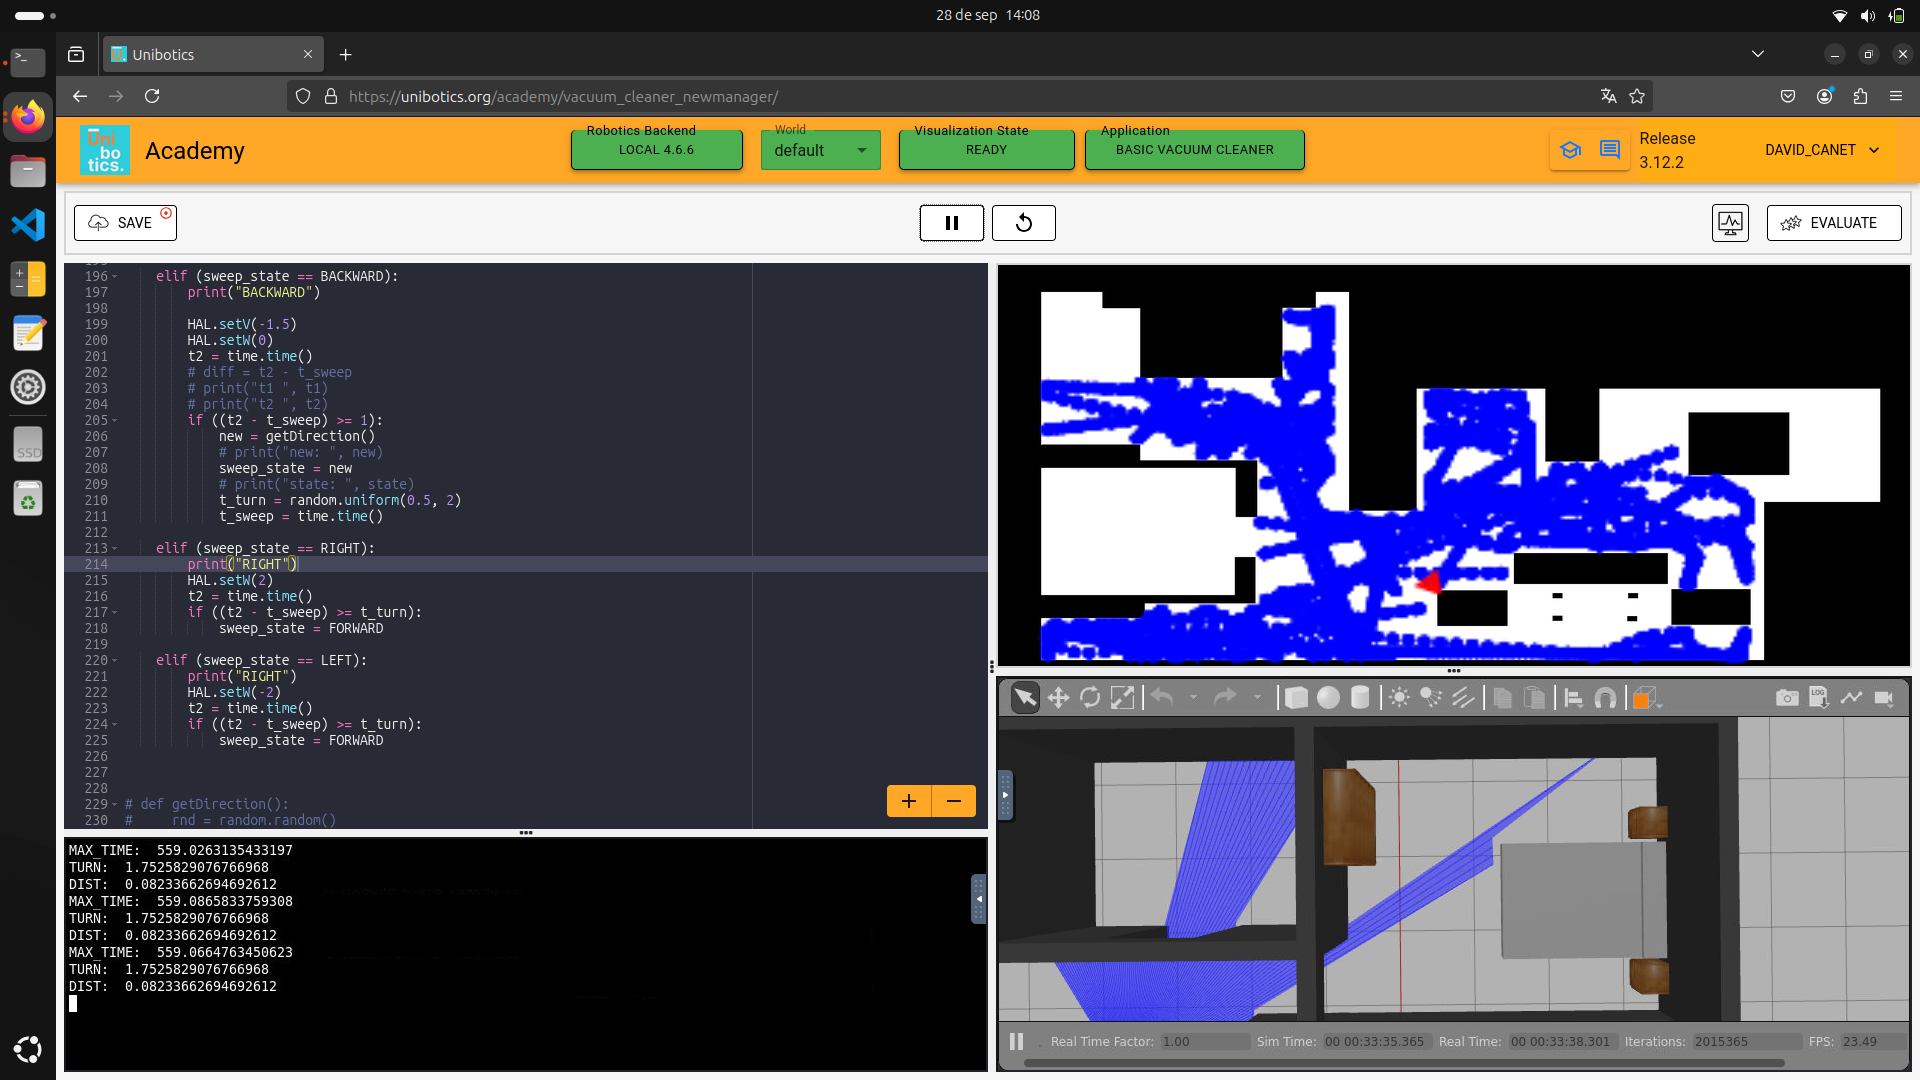 28 de sep 14:08
Unibotics
https://unibotics.org/academy/vacuum_cleaner_newmanager/
Uni
bo
tics.
Academy
Robotics Backend
LOCAL 4.6.6
World
default
Visualization State
READY
Application
BASIC VACUUM CLEANER
Release
3.12.2
DAVID_CANET
SAVE
EVALUATE
196 elif (sweep_state == BACKWARD):
197 print("BACKWARD")
198
199 HAL.setV(-1.5)
200 HAL.setW(0)
201 t2 = time.time()
202 # diff = t2 - t_sweep
203 # print("t1 ", t1)
204 # print("t2 ", t2)
205 if ((t2 - t_sweep) >= 1):
206 new = getDirection()
207 # print("new: ", new)
208 sweep_state = new
209 # print("state: ", state)
210 t_turn = random.uniform(0.5, 2)
211 t_sweep = time.time()
212
213 elif (sweep_state == RIGHT):
214 print("RIGHT")
215 HAL.setW(2)
216 t2 = time.time()
217 if ((t2 - t_sweep) >= t_turn):
218 sweep_state = FORWARD
219
220 elif (sweep_state == LEFT):
221 print("RIGHT")
222 HAL.setW(-2)
223 t2 = time.time()
224 if ((t2 - t_sweep) >= t_turn):
225 sweep_state = FORWARD
226
227
228
229 # def getDirection():
230 # rnd = random.random()
MAX_TIME: 559.0263135433197
TURN: 1.7525829076766968
DIST: 0.08233662694692612
MAX_TIME: 559.0865833759308
TURN: 1.7525829076766968
DIST: 0.08233662694692612
MAX_TIME: 559.0664763450623
TURN: 1.7525829076766968
DIST: 0.08233662694692612
LOG
Real Time Factor: 1.00 Sim Time: 00 00:33:35.365 Real Time: 00 00:33:38.301 Iterations: 2015365 FPS: 23.49
SSD